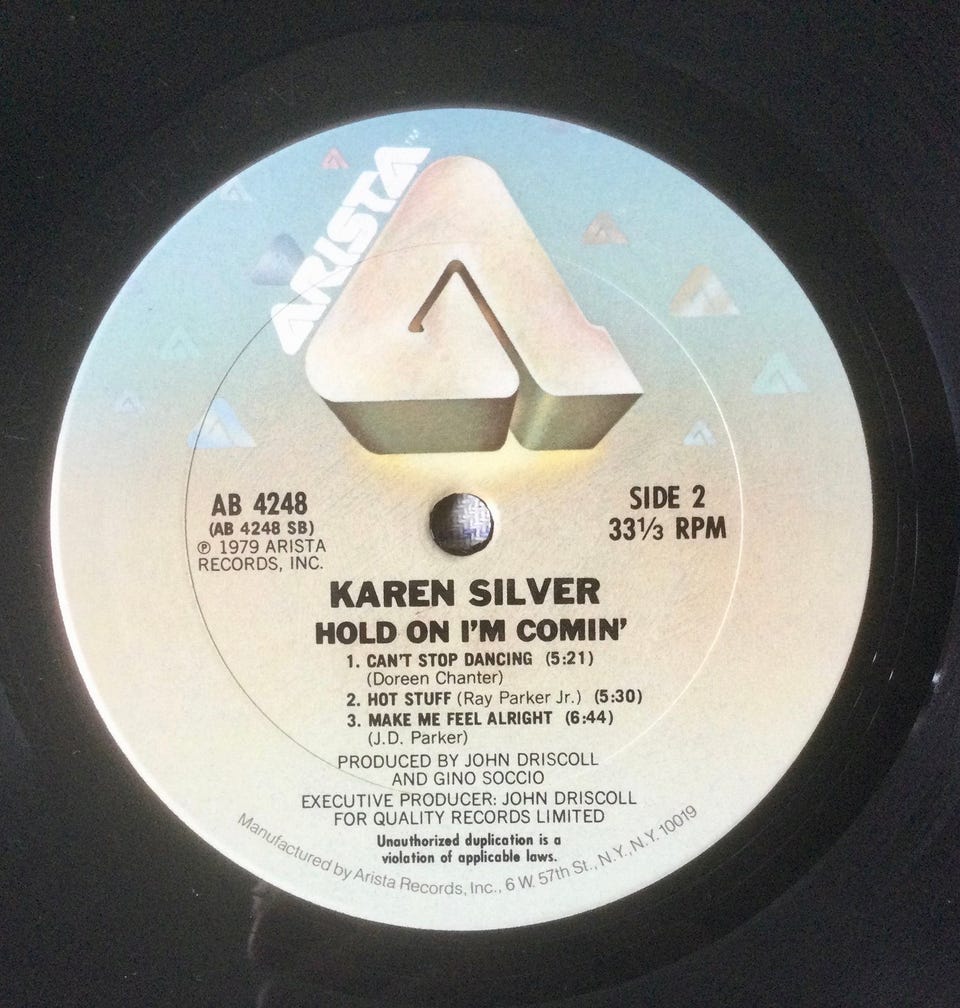 ARISTA™
AB 4248
(AB 4248 SB)
℗ 1979 ARISTA
RECORDS, INC.
SIDE 2
33⅓ RPM
KAREN SILVER
HOLD ON I'M COMIN'
1. CAN'T STOP DANCING (5:21)
(Doreen Chanter)
2. HOT STUFF (Ray Parker Jr.) (5:30)
3. MAKE ME FEEL ALRIGHT (6:44)
(J.D. Parker)
PRODUCED BY JOHN DRISCOLL
AND GINO SOCCIO
EXECUTIVE PRODUCER: JOHN DRISCOLL
FOR QUALITY RECORDS LIMITED
Unauthorized duplication is a
violation of applicable laws.
Manufactured by Arista Records, Inc., 6 W. 57th St., N.Y., N.Y. 10019